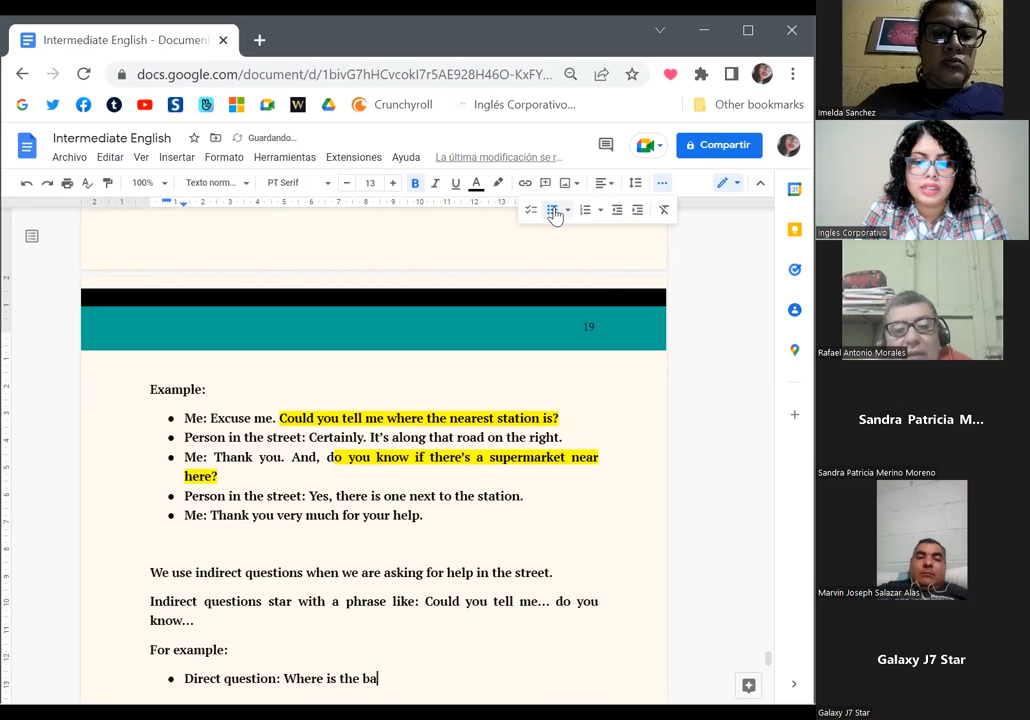 Intermediate English - Document
docs.google.com/document/d/1bivG7hHCvcokI7r5AE928H46O-KxFY...
Crunchyroll
Inglés Corporativo...
Other bookmarks
Intermediate English
Guardando...
Archivo Editar Ver Insertar Formato Herramientas Extensiones Ayuda La última modificación se r...
Compartir
100% Texto norm... PT Serif 13
19
Example:
● Me: Excuse me. Could you tell me where the nearest station is?
● Person in the street: Certainly. It's along that road on the right.
● Me: Thank you. And, do you know if there's a supermarket near
here?
● Person in the street: Yes, there is one next to the station.
● Me: Thank you very much for your help.
We use indirect questions when we are asking for help in the street.
Indirect questions star with a phrase like: Could you tell me... do you
know...
For example:
● Direct question: Where is the ba
Imelda Sanchez
Ingles Corporativo
Rafael Antonio Morales
Sandra Patricia M...
Sandra Patricia Merino Moreno
Marvin Joseph Salazar Alas
Galaxy J7 Star
Galaxy J7 Star